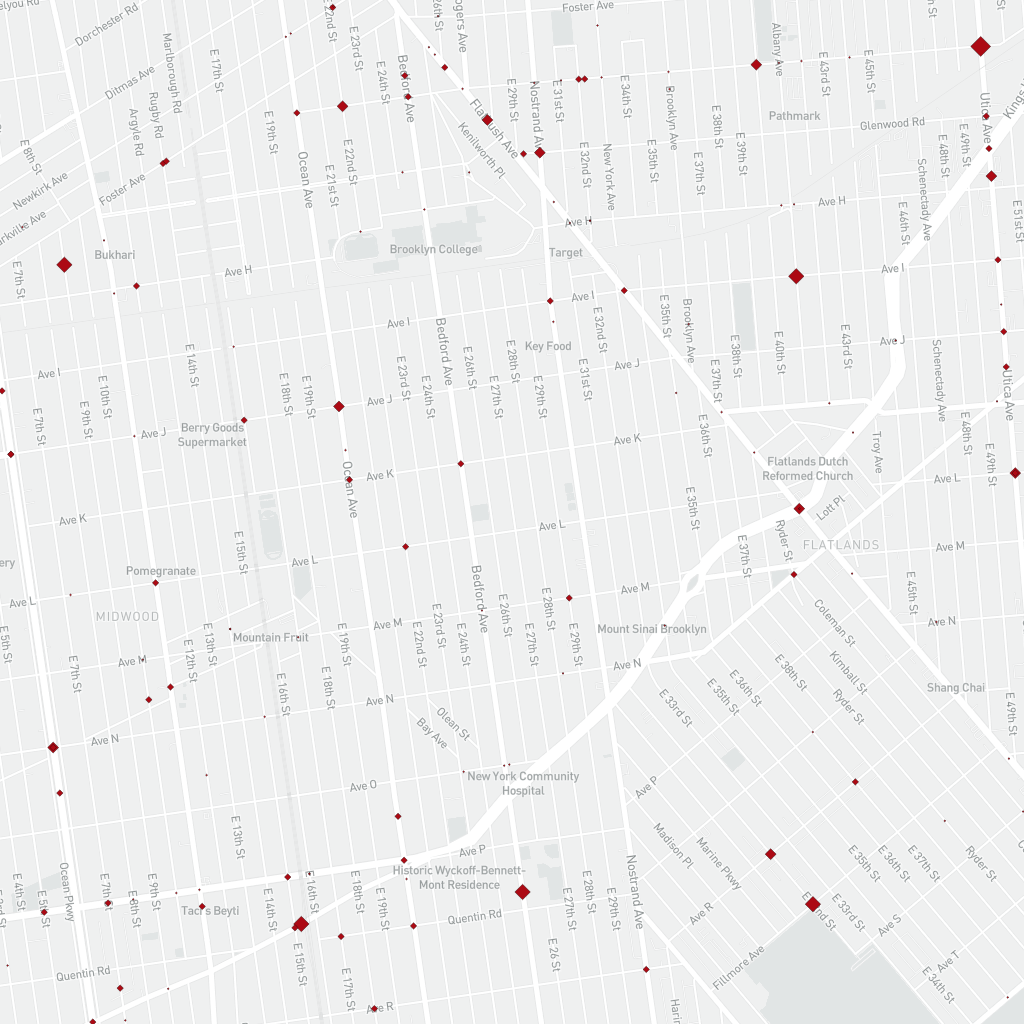 Foster Ave
Dorchester Rd
Ditmas Ave
Marlborough Rd
E 17th St
E 22nd St
E 23rd St
E 24th St
Bedford Ave
E 26th St
Rogers Ave
Flatbush Ave
Kenilworth Pl
E 29th St
Nostrand Ave
E 31st St
E 34th St
Brooklyn Ave
E 38th St
Albany Ave
E 43rd St
E 45th St
Pathmark
Glenwood Rd
Utica Ave
E 8th St
Argyle Rd
Rugby Rd
E 19th St
Ocean Ave
E 21st St
E 22nd St
E 32nd St
New York Ave
E 35th St
E 37th St
E 39th St
E 48th St
E 49th St
Schenectady Ave
E 46th St
E 51st St
Newkirk Ave
Foster Ave
Ave H
Ave H
Bukhari
Brooklyn College
Target
E 7th St
Ave H
Ave I
Ave I
Ave I
Ave I
Key Food
E 14th St
Bedford Ave
E 26th St
E 28th St
E 32nd St
E 35th St
Brooklyn Ave
E 38th St
E 40th St
E 43rd St
Ave J
Schenectady Ave
Utica Ave
E 7th St
E 9th St
E 10th St
E 18th St
E 19th St
E 23rd St
E 24th St
E 27th St
E 29th St
E 31st St
Ave J
E 37th St
Ave J
Ave J
Berry Goods
Supermarket
Ave K
Ave K
E 36th St
Troy Ave
E 48th St
E 49th St
Flatlands Dutch
Reformed Church
Ocean Ave
Ave L
Ave K
Ave L
E 35th St
Lott Pl
Ryder St
FLATLANDS
Ave M
E 15th St
Ave L
E 37th St
Pomegranate
Ave L
MIDWOOD
Bedford Ave
E 26th St
E 28th St
Ave M
E 45th St
Coleman St
Ave N
E 5th St
E 13th St
Mountain Fruit
Ave M
E 23rd St
Mount Sinai Brooklyn
E 7th St
Ave M
E 12th St
E 19th St
E 22nd St
E 24th St
E 27th St
E 29th St
Ave N
E 38th St
Kimball St
E 16th St
E 18th St
Ave N
E 36th St
E 35th St
E 33rd St
Ryder St
Shang Chai
E 49th St
Ave N
Bay Ave
Olean St
New York Community
Hospital
Ave O
Ave P
E 13th St
Ave P
Madison Pl
Marine Pkwy
E 35th St
E 36th St
E 37th St
Ryder St
Historic Wyckoff-Bennett-
Mont Residence
Nostrand Ave
Ocean Pkwy
E 4th St
E 5th St
E 7th St
E 8th St
E 9th St
Tacı's Beyti
E 14th St
E 16th St
E 18th St
E 19th St
Quentin Rd
E 27th St
E 28th St
E 29th St
Ave R
E 33rd St
Ave S
Quentin Rd
E 15th St
E 17th St
E 26 St
Fillmore Ave
Ave T
E 34th St
Ave R